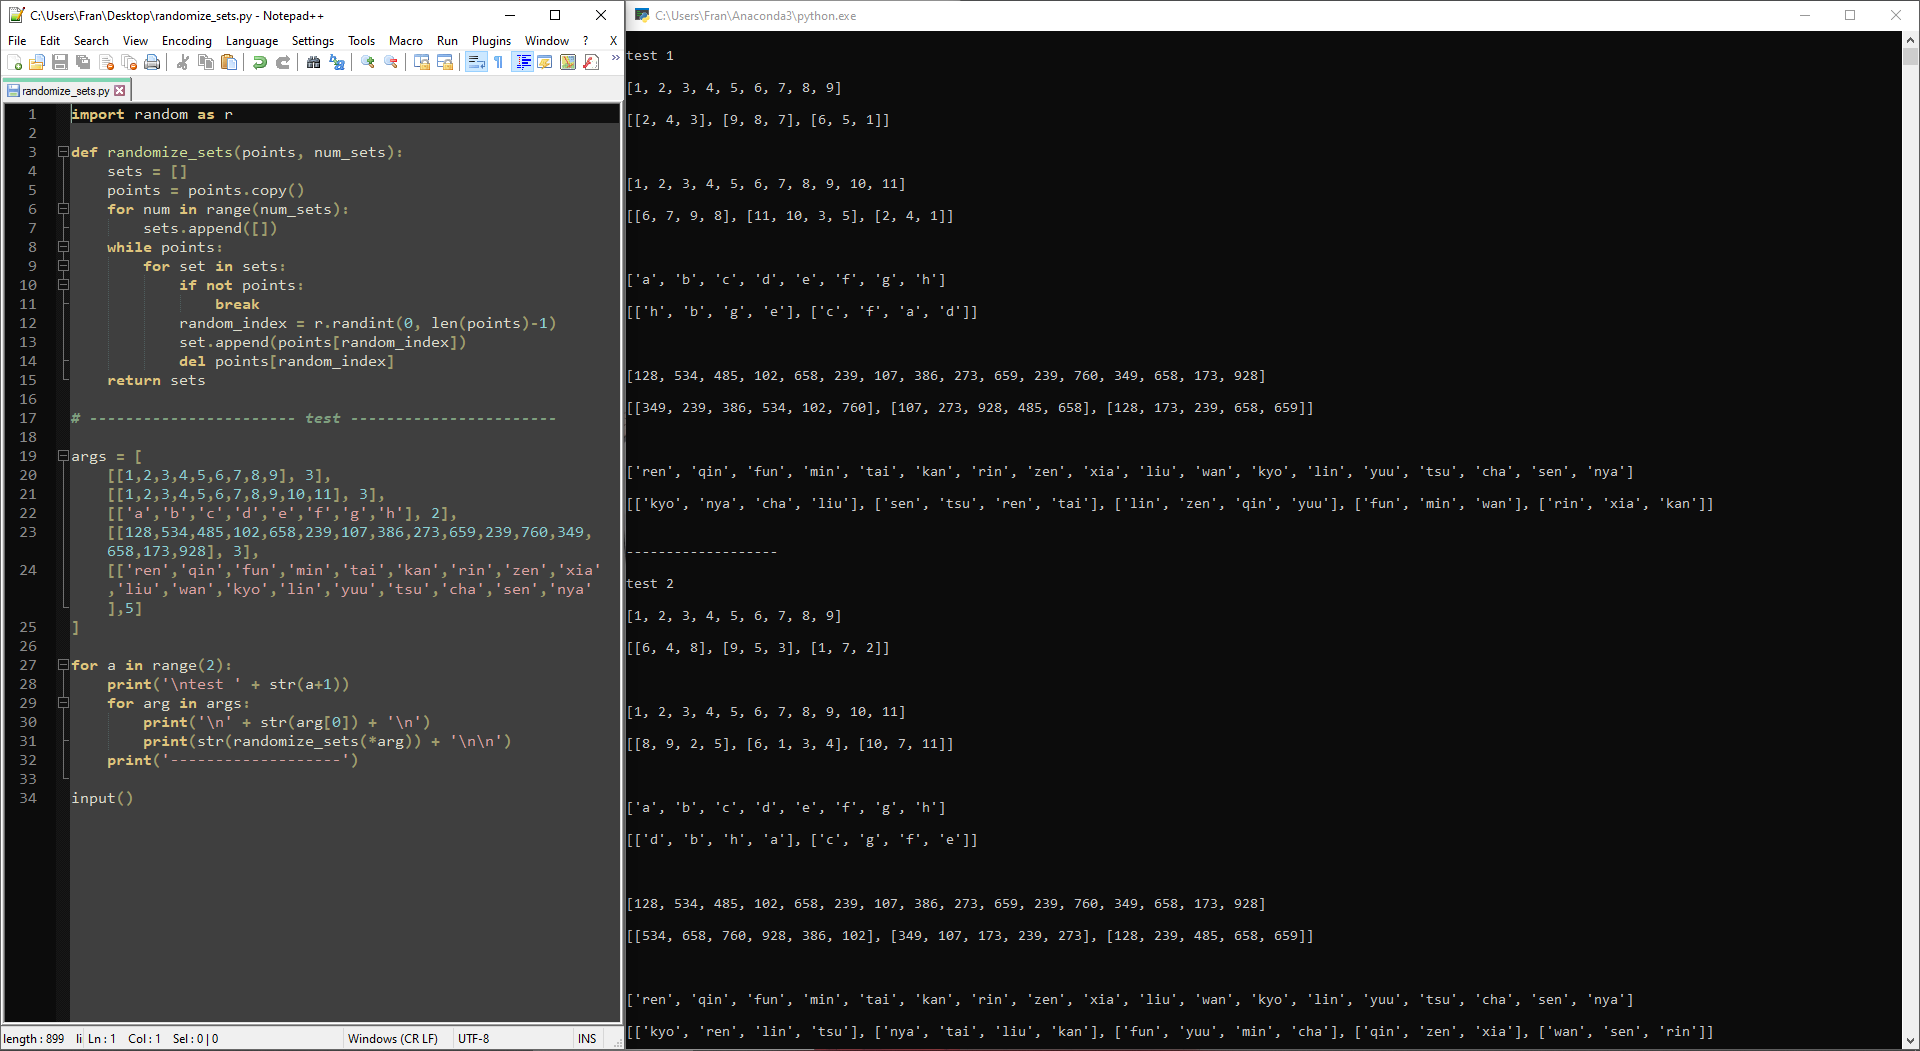 C:\Users\Fran\Desktop\randomize_sets.py - Notepad++
File Edit Search View Encoding Language Settings Tools Macro Run Plugins Window ? X
randomize_sets.py
1 import random as r
2
3 def randomize_sets(points, num_sets):
4     sets = []
5     points = points.copy()
6     for num in range(num_sets):
7         sets.append([])
8     while points:
9         for set in sets:
10             if not points:
11                 break
12             random_index = r.randint(0, len(points)-1)
13             set.append(points[random_index])
14             del points[random_index]
15     return sets
16
17 # ----------------------- test -----------------------
18
19 args = [
20     [[1,2,3,4,5,6,7,8,9], 3],
21     [[1,2,3,4,5,6,7,8,9,10,11], 3],
22     [['a','b','c','d','e','f','g','h'], 2],
23     [[128,534,485,102,658,239,107,386,273,659,239,760,349,
658,173,928], 3],
24     [['ren','qin','fun','min','tai','kan','rin','zen','xia'
,'liu','wan','kyo','lin','yuu','tsu','cha','sen','nya'
],5]
25 ]
26
27 for a in range(2):
28     print('\ntest ' + str(a+1))
29     for arg in args:
30         print('\n' + str(arg[0]) + '\n')
31         print(str(randomize_sets(*arg)) + '\n\n')
32     print('-------------------')
33
34 input()
length : 899 li Ln : 1 Col : 1 Sel : 0 | 0 Windows (CR LF) UTF-8 INS
C:\Users\Fran\Anaconda3\python.exe
test 1
[1, 2, 3, 4, 5, 6, 7, 8, 9]
[[2, 4, 3], [9, 8, 7], [6, 5, 1]]
[1, 2, 3, 4, 5, 6, 7, 8, 9, 10, 11]
[[6, 7, 9, 8], [11, 10, 3, 5], [2, 4, 1]]
['a', 'b', 'c', 'd', 'e', 'f', 'g', 'h']
[['h', 'b', 'g', 'e'], ['c', 'f', 'a', 'd']]
[128, 534, 485, 102, 658, 239, 107, 386, 273, 659, 239, 760, 349, 658, 173, 928]
[[349, 239, 386, 534, 102, 760], [107, 273, 928, 485, 658], [128, 173, 239, 658, 659]]
['ren', 'qin', 'fun', 'min', 'tai', 'kan', 'rin', 'zen', 'xia', 'liu', 'wan', 'kyo', 'lin', 'yuu', 'tsu', 'cha', 'sen', 'nya']
[['kyo', 'nya', 'cha', 'liu'], ['sen', 'tsu', 'ren', 'tai'], ['lin', 'zen', 'qin', 'yuu'], ['fun', 'min', 'wan'], ['rin', 'xia', 'kan']]
-------------------
test 2
[1, 2, 3, 4, 5, 6, 7, 8, 9]
[[6, 4, 8], [9, 5, 3], [1, 7, 2]]
[1, 2, 3, 4, 5, 6, 7, 8, 9, 10, 11]
[[8, 9, 2, 5], [6, 1, 3, 4], [10, 7, 11]]
['a', 'b', 'c', 'd', 'e', 'f', 'g', 'h']
[['d', 'b', 'h', 'a'], ['c', 'g', 'f', 'e']]
[128, 534, 485, 102, 658, 239, 107, 386, 273, 659, 239, 760, 349, 658, 173, 928]
[[534, 658, 760, 928, 386, 102], [349, 107, 173, 239, 273], [128, 239, 485, 658, 659]]
['ren', 'qin', 'fun', 'min', 'tai', 'kan', 'rin', 'zen', 'xia', 'liu', 'wan', 'kyo', 'lin', 'yuu', 'tsu', 'cha', 'sen', 'nya']
[['kyo', 'ren', 'lin', 'tsu'], ['nya', 'tai', 'liu', 'kan'], ['fun', 'yuu', 'min', 'cha'], ['qin', 'zen', 'xia'], ['wan', 'sen', 'rin']]